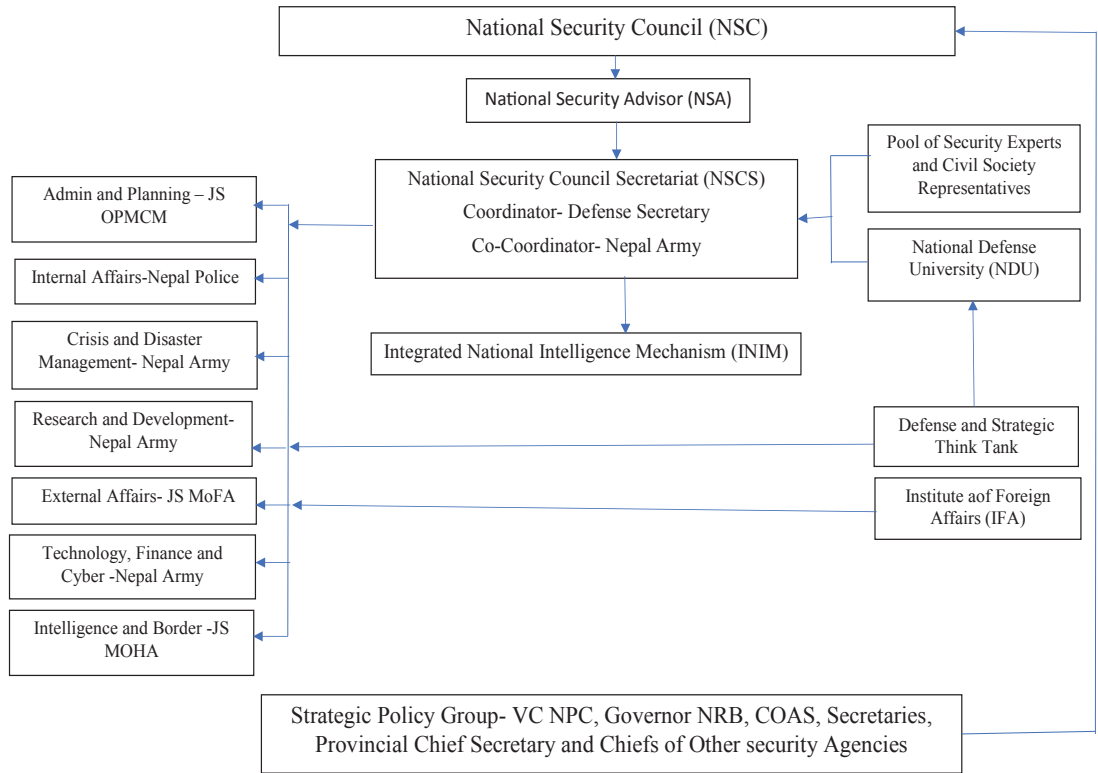 National Security Council (NSC)
National Security Advisor (NSA)
National Security Council Secretariat (NSCS)
Coordinator- Defense Secretary
Co-Coordinator- Nepal Army
Integrated National Intelligence Mechanism (INIM)
Pool of Security Experts
and Civil Society
Representatives
National Defense
University (NDU)
Defense and Strategic
Think Tank
Institute aof Foreign
Affairs (IFA)
Admin and Planning – JS
OPMCM
Internal Affairs-Nepal Police
Crisis and Disaster
Management- Nepal Army
Research and Development-
Nepal Army
External Affairs- JS MoFA
Technology, Finance and
Cyber -Nepal Army
Intelligence and Border -JS
MOHA
Strategic Policy Group- VC NPC, Governor NRB, COAS, Secretaries,
Provincial Chief Secretary and Chiefs of Other security Agencies